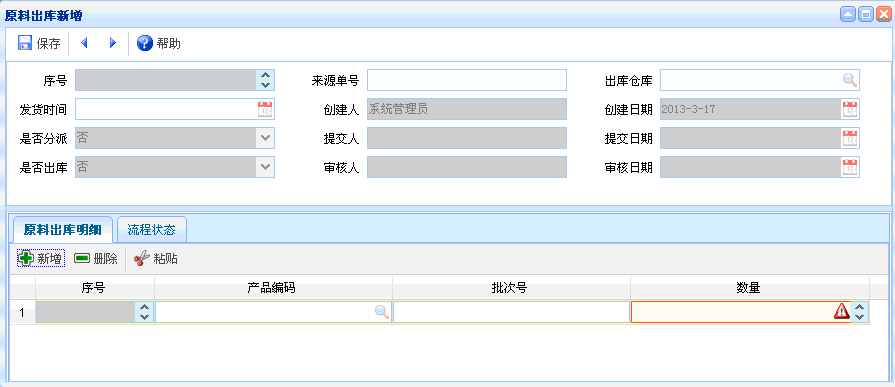 原料出库新增
保存 帮助
序号 来源单号 出库仓库
发货时间 创建人 系统管理员 创建日期 2013-3-17
是否分派 否 提交人 提交日期
是否出库 否 审核人 审核日期
原料出库明细 流程状态
新增 删除 粘贴
序号 产品编码 批次号 数量
1